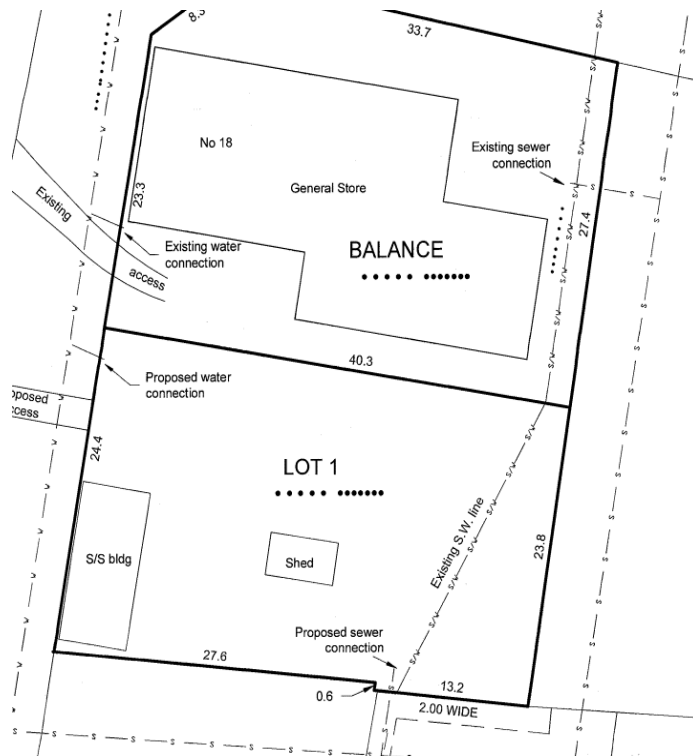 8.5
33.7
No 18
General Store
Existing sewer
connection
23.3
27.4
Existing
access
Existing water
connection
BALANCE
40.3
Proposed water
connection
24.4
LOT 1
S/S bldg
Shed
Existing S.W. line
23.8
Proposed sewer
connection
27.6
0.6
13.2
2.00 WIDE